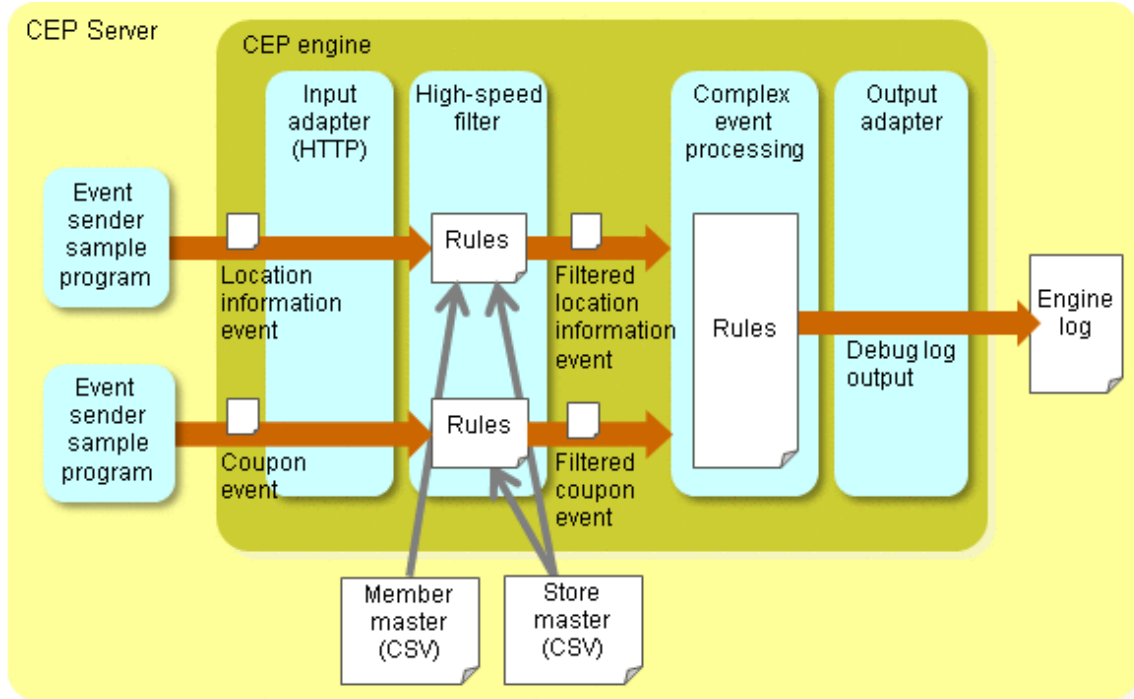 CEP Server
CEP engine
Input
adapter
(HTTP)
High-speed
filter
Complex
event
processing
Output
adapter
Event
sender
sample
program
Location
information
event
Rules
Filtered
location
information
event
Rules
Debug log
output
Engine
log
Event
sender
sample
program
Coupon
event
Rules
Filtered
coupon
event
Member
master
(CSV)
Store
master
(CSV)